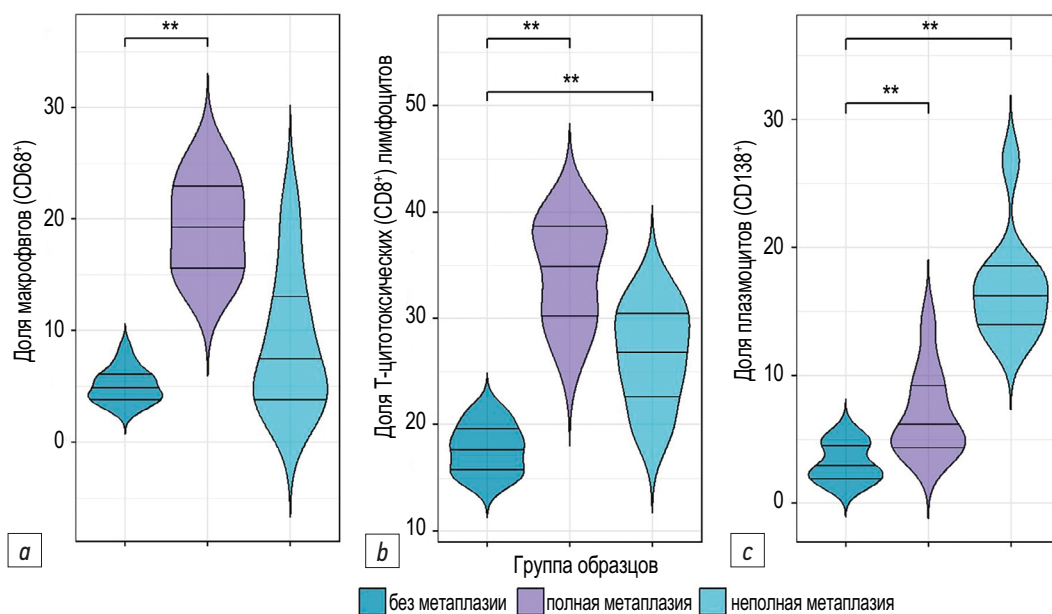 Доля макрофвгов (CD68⁺)
30
20
10
0
**
a
Доля Т-цитотоксических (CD8⁺) лимфоцитов
50
40
30
20
10
**
**
b
Доля плазмоцитов (CD138⁺)
30
20
10
0
**
**
c
Группа образцов
без метаплазии
полная метаплазия
неполная метаплазия